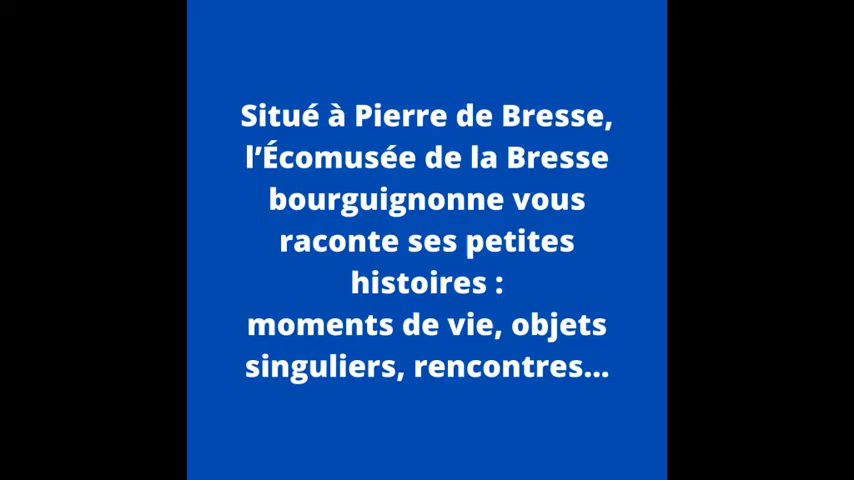 Situé à Pierre de Bresse,
l’Écomusée de la Bresse
bourguignonne vous
raconte ses petites
histoires :
moments de vie, objets
singuliers, rencontres...